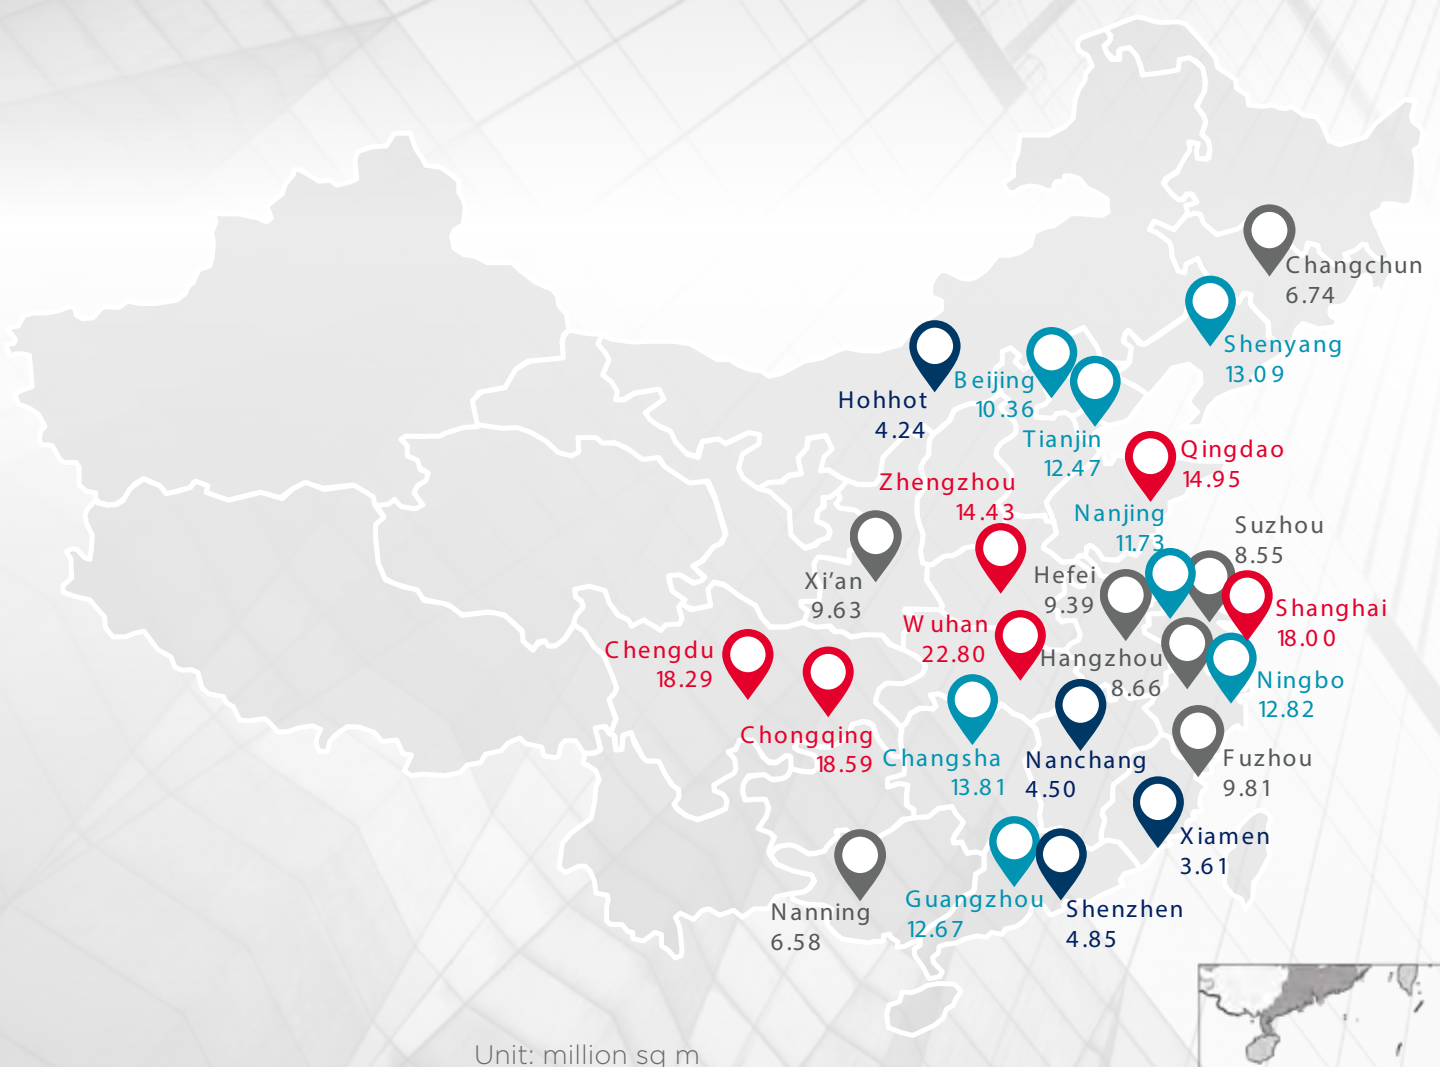 Changchun
6.74
Shenyang
13.09
Hohhot
4.24
Beijing
10.36
Tianjin
12.47
Qingdao
14.95
Zhengzhou
14.43
Nanjing
11.73
Suzhou
8.55
Xi’an
9.63
Hefei
9.39
Shanghai
18.00
Wuhan
22.80
Chengdu
18.29
Hangzhou
8.66
Ningbo
12.82
Chongqing
18.59
Changsha
13.81
Nanchang
4.50
Fuzhou
9.81
Xiamen
3.61
Nanning
6.58
Guangzhou
12.67
Shenzhen
4.85
Unit: million sq m